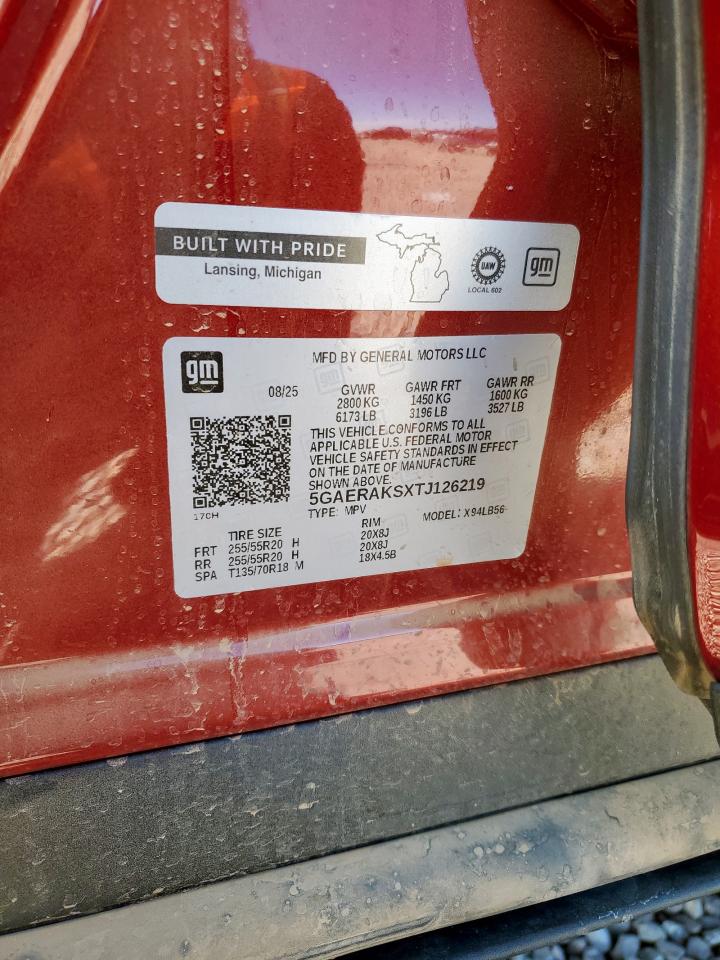 BUILT WITH PRIDE
Lansing, Michigan
UAW
LOCAL 602
gm
gm
MFD BY GENERAL MOTORS LLC
08/25 GVWR GAWR FRT GAWR RR
2800 KG 1450 KG 1600 KG
6173 LB 3196 LB 3527 LB
THIS VEHICLE CONFORMS TO ALL
APPLICABLE U.S. FEDERAL MOTOR
VEHICLE SAFETY STANDARDS IN EFFECT
ON THE DATE OF MANUFACTURE
SHOWN ABOVE.
5GAERAKSXTJ126219
17CH
TYPE: MPV MODEL: X94LB56
TIRE SIZE RIM
FRT 255/55R20 H 20X8J
RR 255/55R20 H 20X8J
SPA T135/70R18 M 18X4.5B